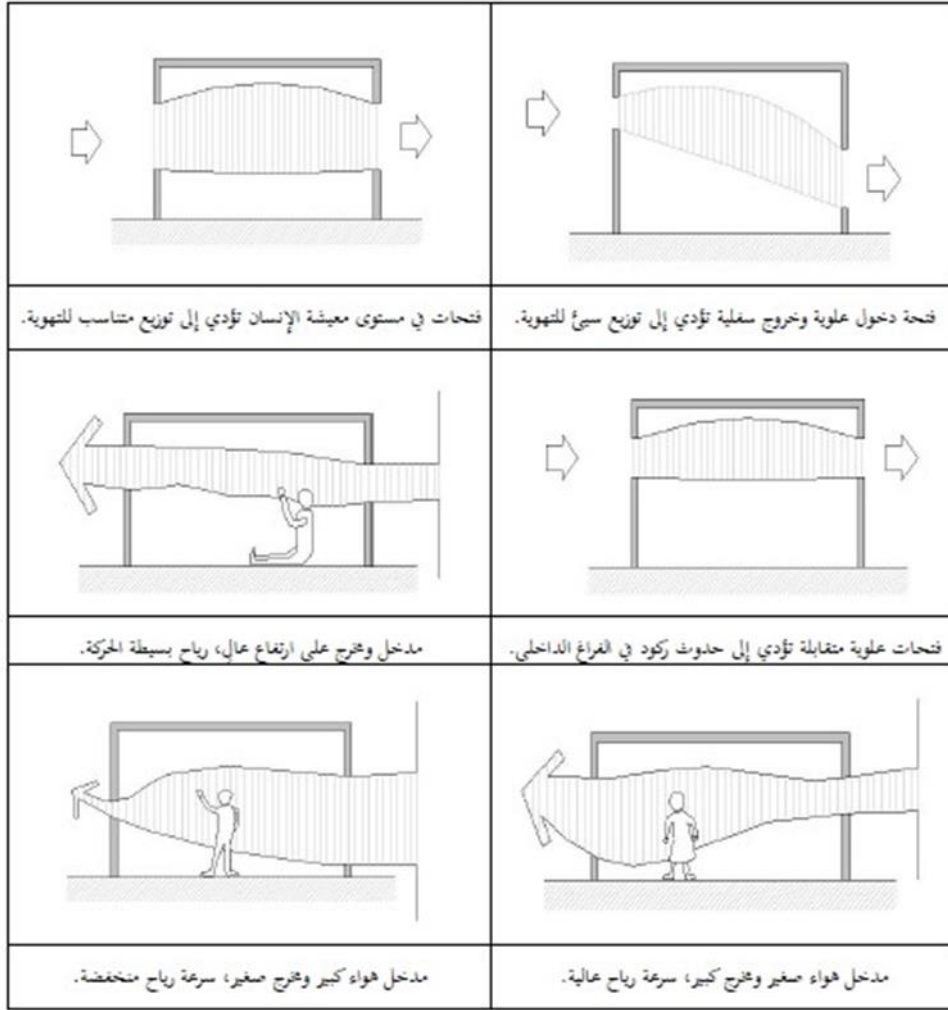 فتحة دخول علوية وخروج سفلية تؤدي إلى توزيع سيئ للتهوية.
فتحات في مستوى معيشة الإنسان تؤدي إلى توزيع متناسب للتهوية.
فتحات علوية متقابلة تؤدي إلى حدوث ركود في الفراغ الداخلى.
مدخل ومخرج على ارتفاع عالٍ، رياح بسيطة الحركة.
مدخل هواء صغير ومخرج كبير، سرعة رياح عالية.
مدخل هواء كبير ومخرج صغير، سرعة رياح منخفضة.